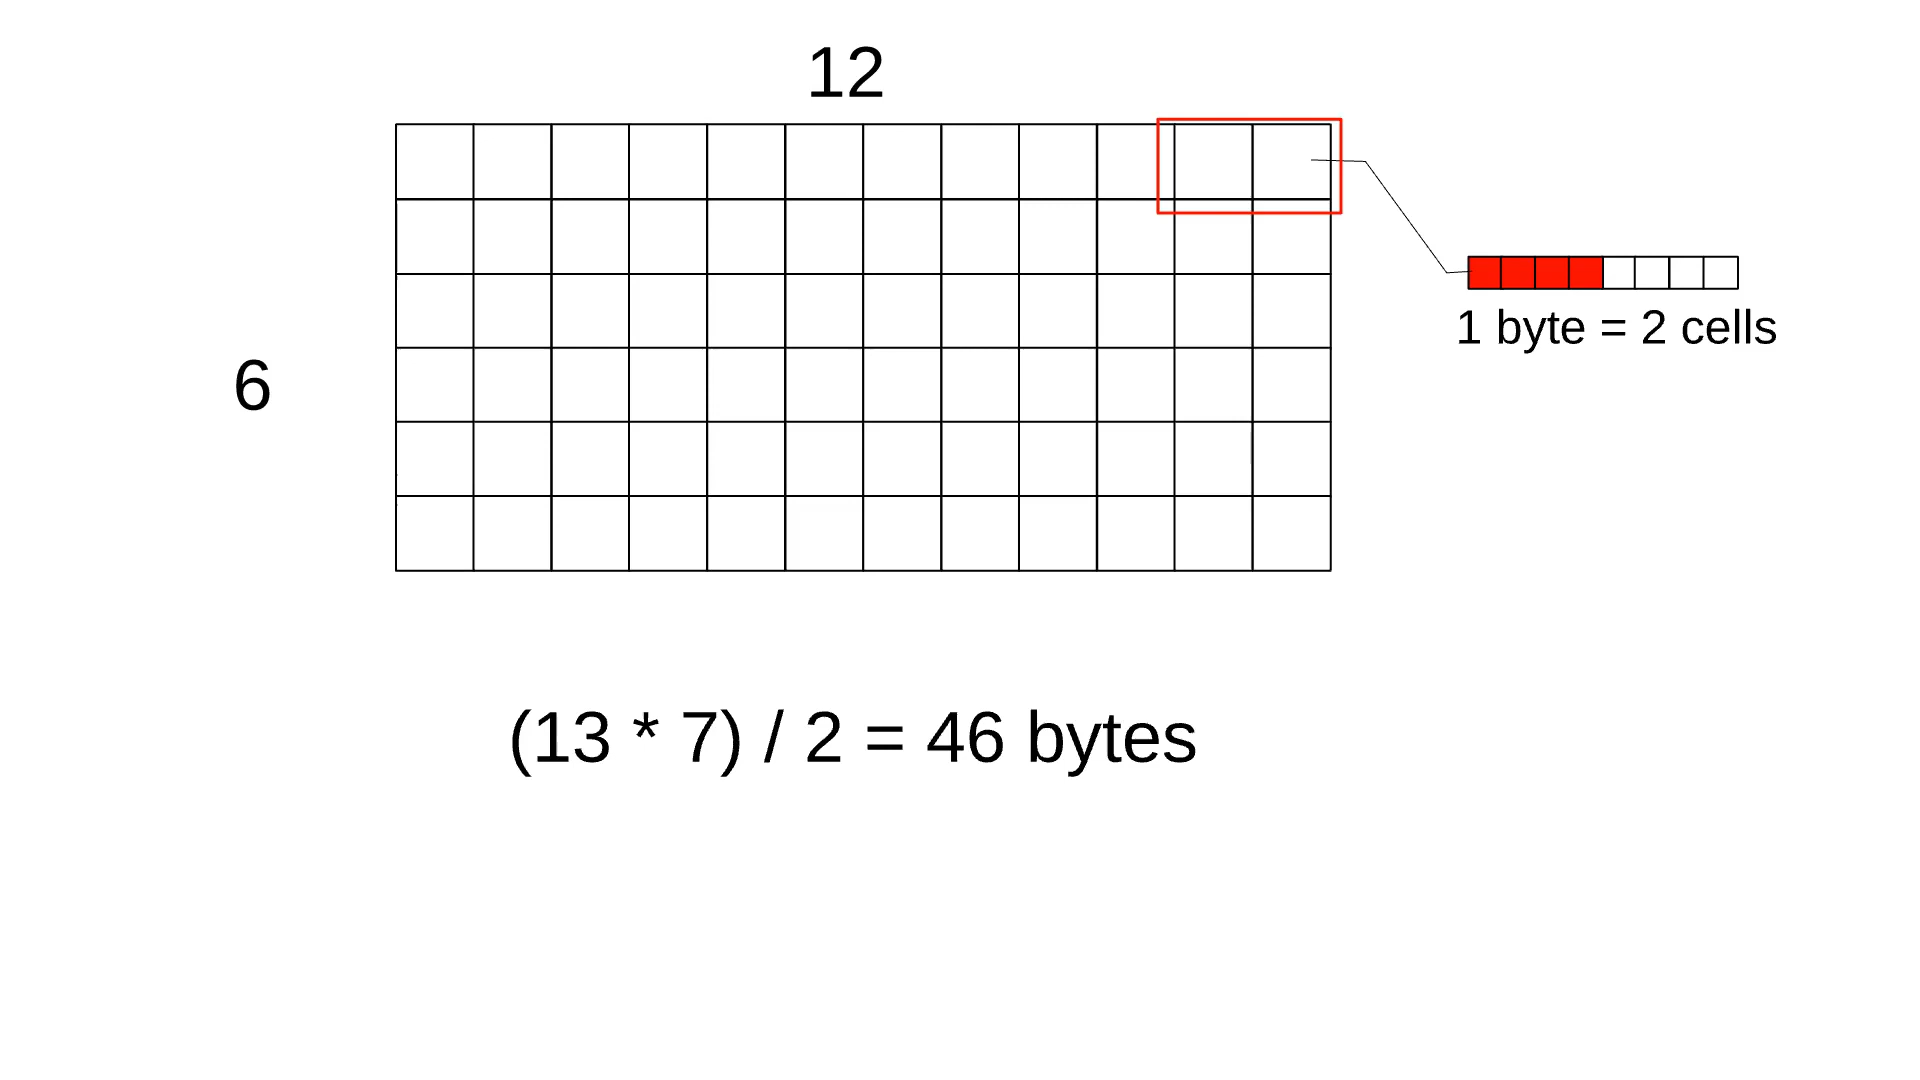 12
6
1 byte = 2 cells
(13 * 7) / 2 = 46 bytes